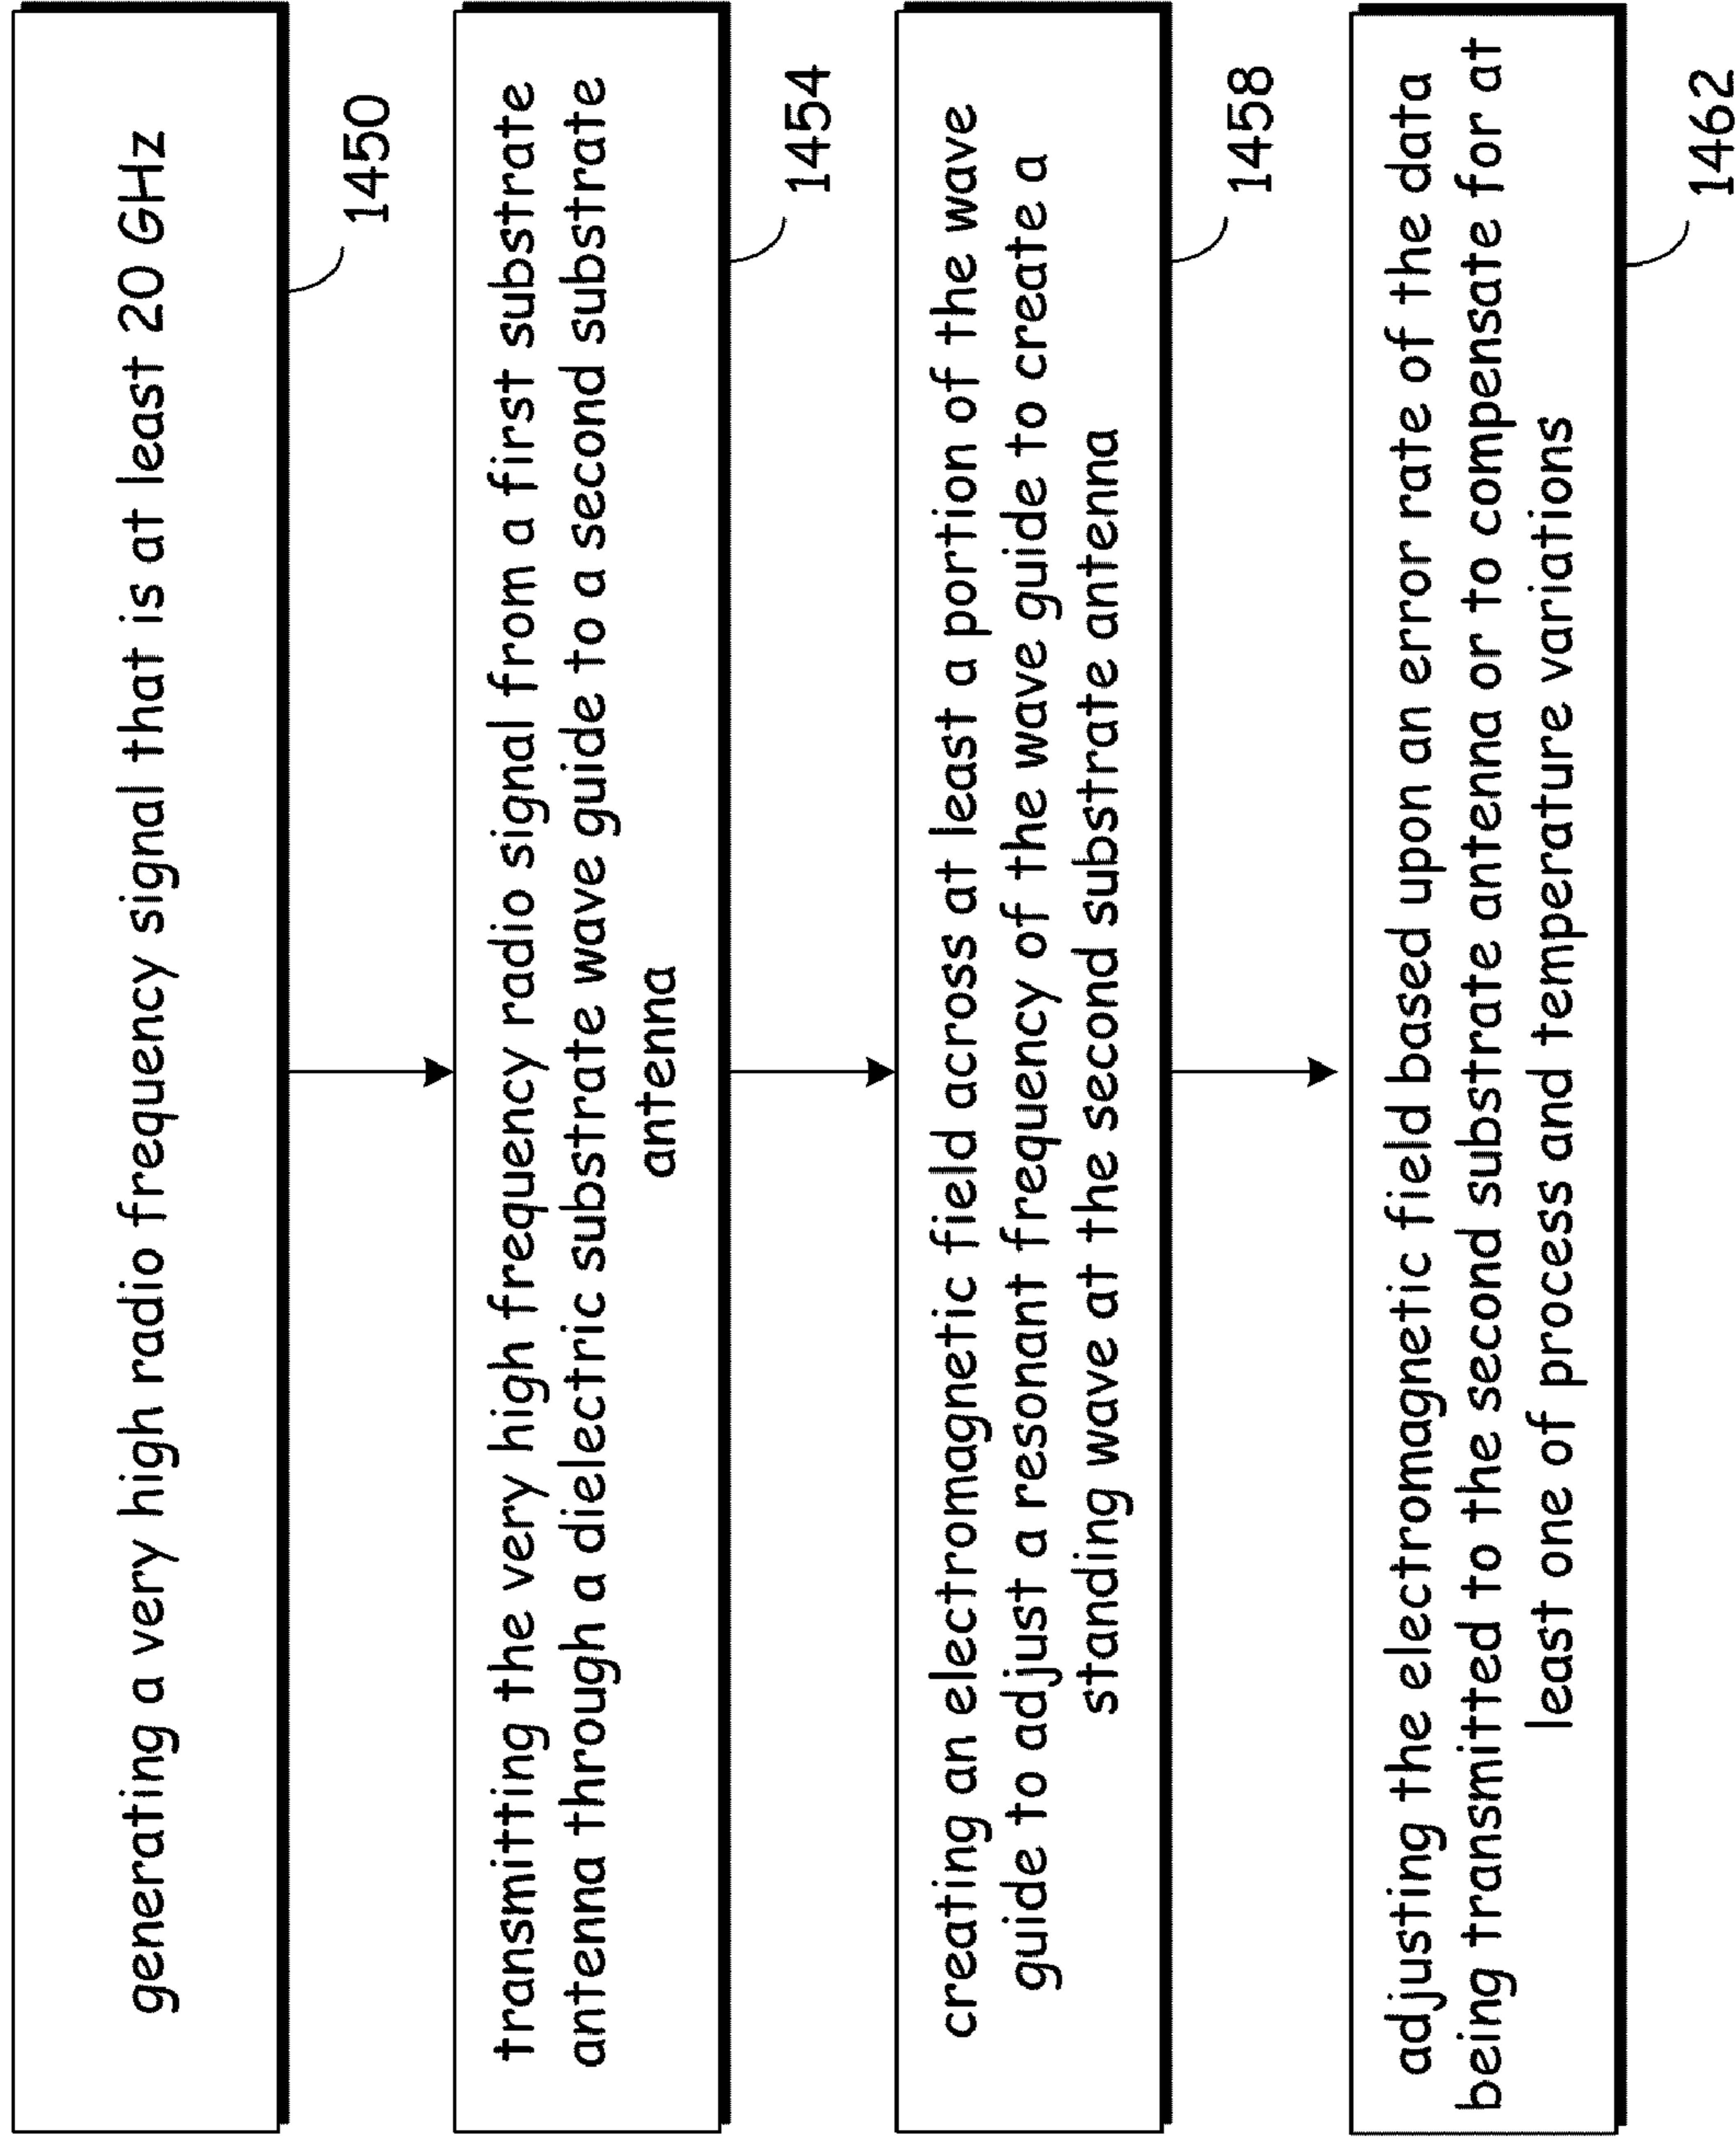 generating a very high radio frequency signal that is at least 20 GHz
1450
transmitting the very high frequency radio signal from a first substrate
antenna through a dielectric substrate wave guide to a second substrate
antenna
1454
creating an electromagnetic field across at least a portion of the wave
guide to adjust a resonant frequency of the wave guide to create a
standing wave at the second substrate antenna
1458
adjusting the electromagnetic field based upon an error rate of the data
being transmitted to the second substrate antenna or to compensate for at
least one of process and temperature variations
1462